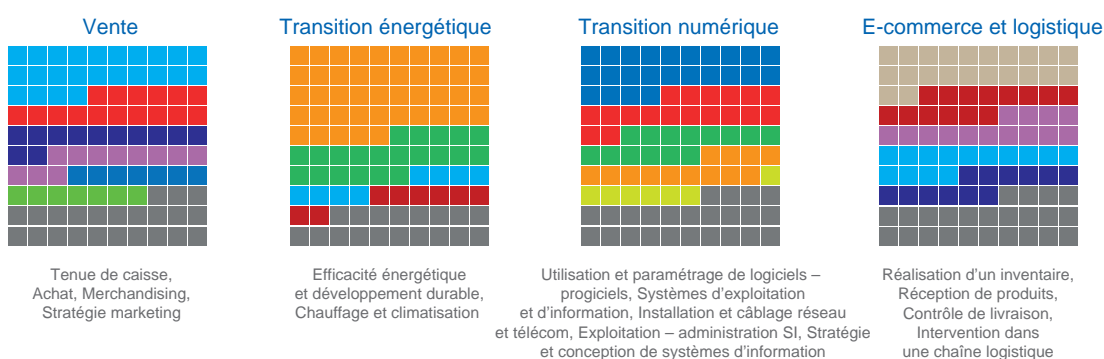 Vente
Tenue de caisse,
Achat, Merchandising,
Stratégie marketing
Transition énergétique
Efficacité énergétique
et développement durable,
Chauffage et climatisation
Transition numérique
Utilisation et paramétrage de logiciels –
progiciels, Systèmes d’exploitation
et d’information, Installation et câblage réseau
et télécom, Exploitation – administration SI, Stratégie
et conception de systèmes d’information
E-commerce et logistique
Réalisation d’un inventaire,
Réception de produits,
Contrôle de livraison,
Intervention dans
une chaîne logistique